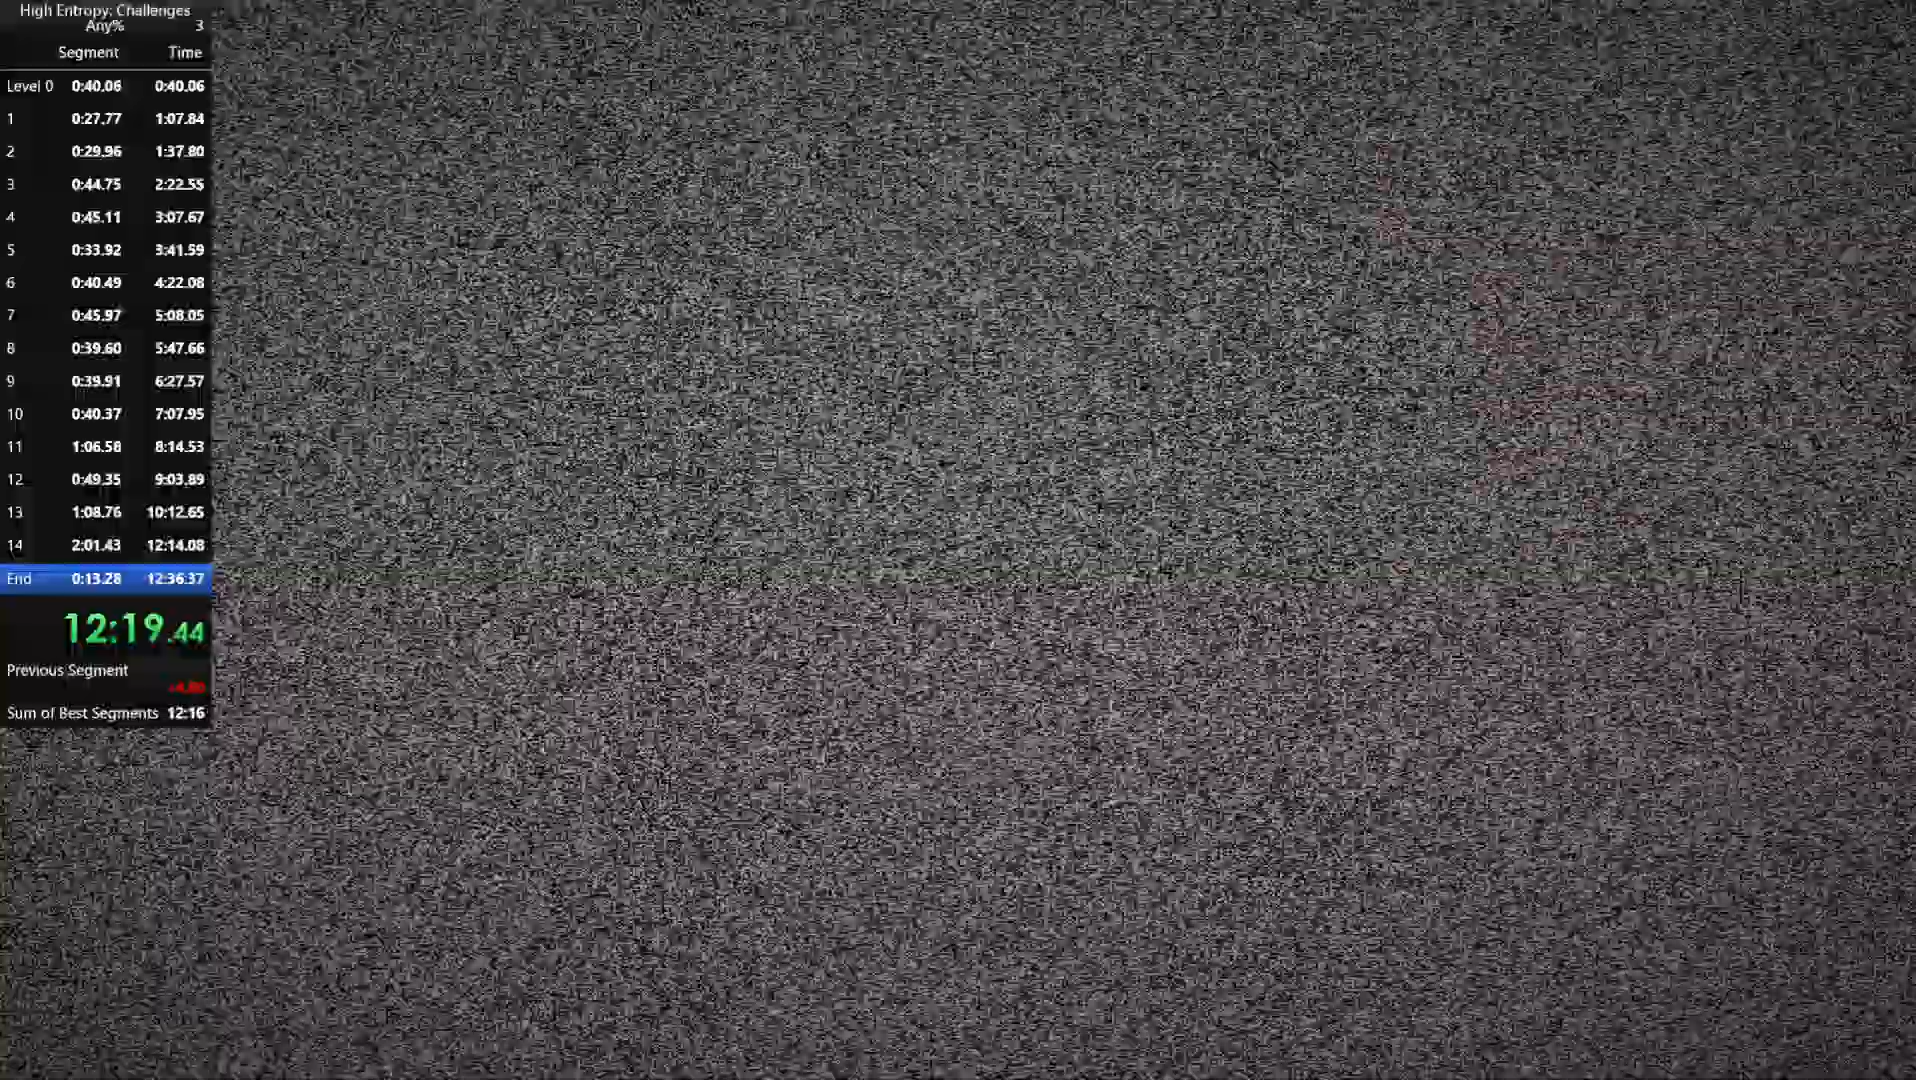 High Entropy: Challenges
Any% 3
Segment Time
Level 0 0:40.06 0:40.06
1 0:27.77 1:07.84
2 0:29.96 1:37.80
3 0:44.75 2:22.55
4 0:45.11 3:07.67
5 0:33.92 3:41.59
6 0:40.49 4:22.08
7 0:45.97 5:08.05
8 0:39.60 5:47.66
9 0:39.91 6:27.57
10 0:40.37 7:07.95
11 1:06.58 8:14.53
12 0:49.35 9:03.89
13 1:08.76 10:12.65
14 2:01.43 12:14.08
End 0:13.28 12:36.37
12:19.44
Previous Segment
Sum of Best Segments 12:16